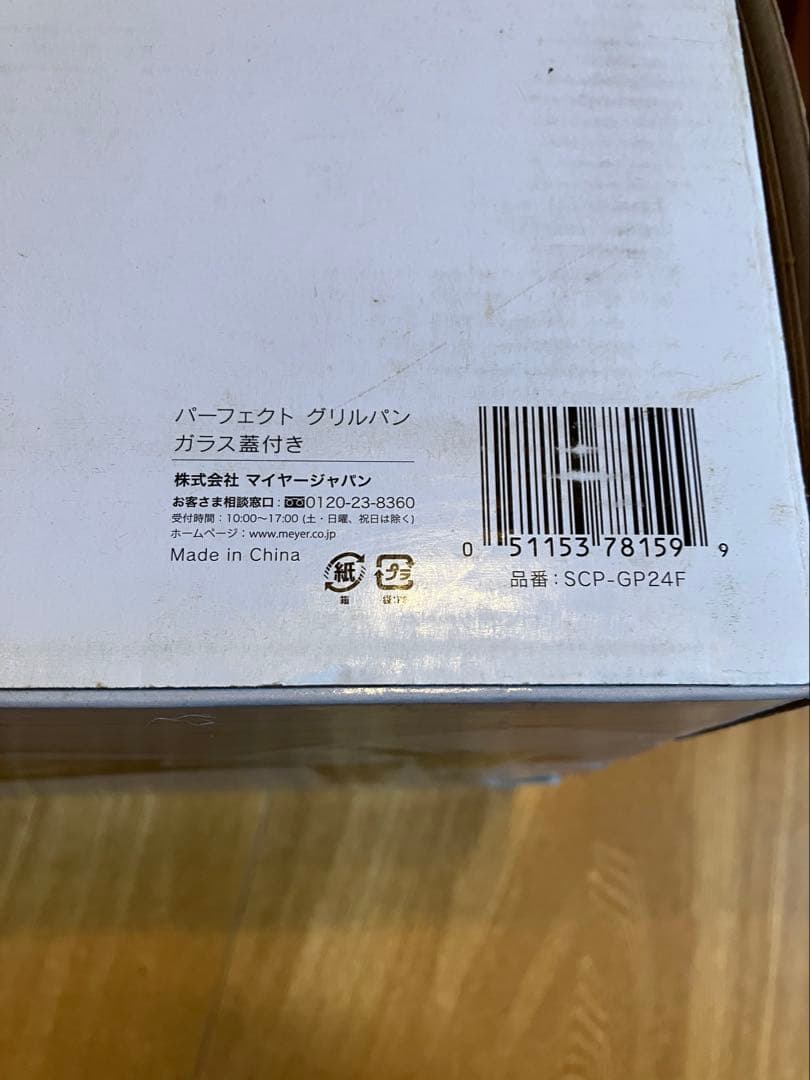 パーフェクト グリルパン
ガラス蓋付き
株式会社 マイヤージャパン
お客さま相談窓口：0120-23-8360
受付時間：10:00〜17:00 (土・日曜、祝日は除く)
ホームページ：www.meyer.co.jp
Made in China
紙
箱
プラ
0 51153 78159 9
品番：SCP-GP24F